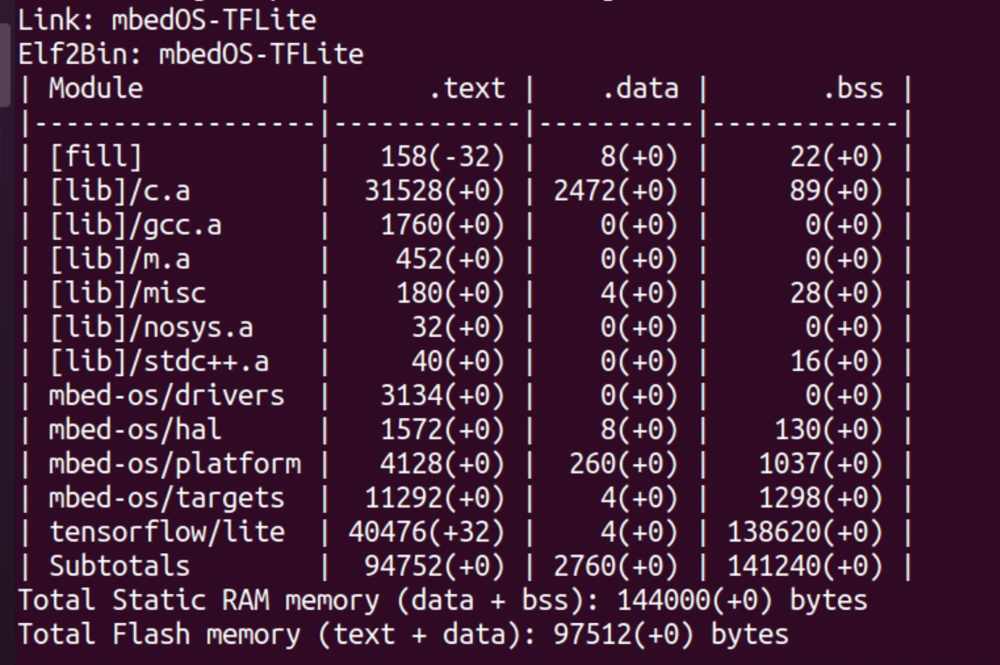 Link: mbedOS-TFLite
Elf2Bin: mbedOS-TFLite
| Module           |      .text |    .data |       .bss |
|------------------|------------|----------|------------|
| [fill]           |   158(-32) |    8(+0) |     22(+0) |
| [lib]/c.a        |  31528(+0) | 2472(+0) |     89(+0) |
| [lib]/gcc.a      |   1760(+0) |    0(+0) |      0(+0) |
| [lib]/m.a        |    452(+0) |    0(+0) |      0(+0) |
| [lib]/misc       |    180(+0) |    4(+0) |     28(+0) |
| [lib]/nosys.a    |     32(+0) |    0(+0) |      0(+0) |
| [lib]/stdc++.a   |     40(+0) |    0(+0) |     16(+0) |
| mbed-os/drivers  |   3134(+0) |    0(+0) |      0(+0) |
| mbed-os/hal      |   1572(+0) |    8(+0) |    130(+0) |
| mbed-os/platform |   4128(+0) |  260(+0) |   1037(+0) |
| mbed-os/targets  |  11292(+0) |    4(+0) |   1298(+0) |
| tensorflow/lite  | 40476(+32) |    4(+0) | 138620(+0) |
| Subtotals        |  94752(+0) | 2760(+0) | 141240(+0) |
Total Static RAM memory (data + bss): 144000(+0) bytes
Total Flash memory (text + data): 97512(+0) bytes